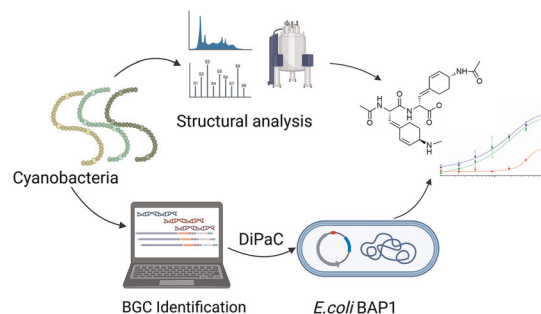 Structural analysis
Cyanobacteria
BGC Identification
DiPaC
E.coli BAP1